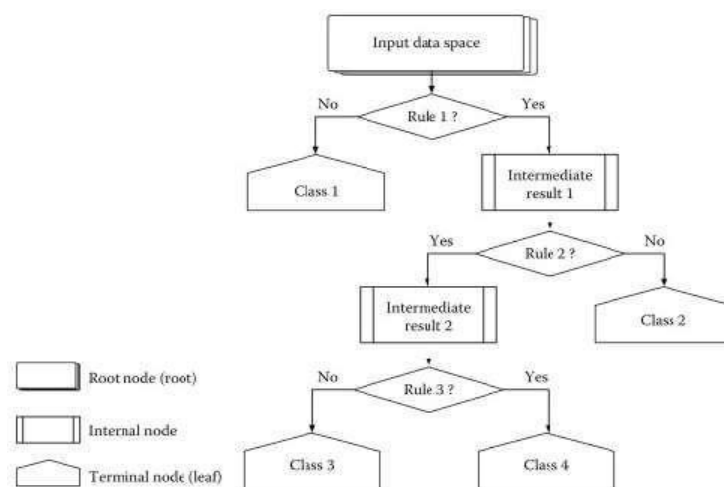 Input data space
No
Yes
Rule 1 ?
Class 1
Intermediate
result 1
Yes
No
Rule 2 ?
Intermediate
result 2
Class 2
Root node (root)
No
Yes
Rule 3 ?
Internal node
Class 3
Class 4
Terminal node (leaf)